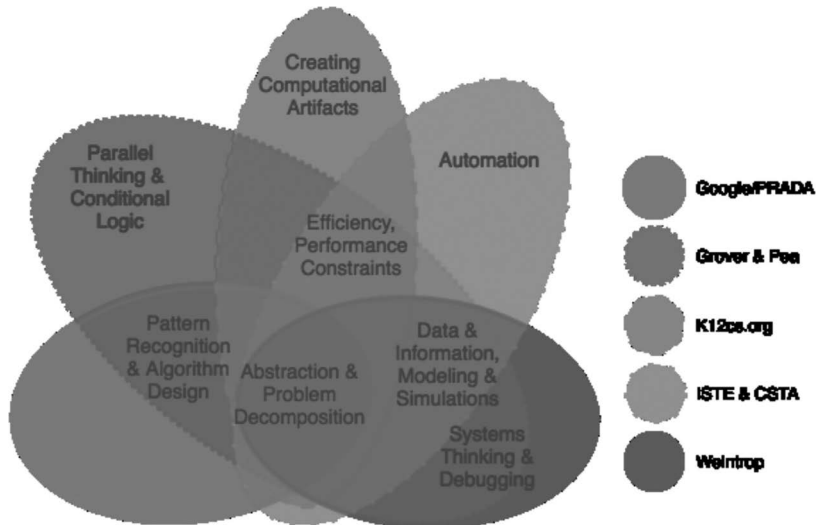 Creating
Computational
Artifacts
Parallel
Thinking &
Conditional
Logic
Automation
Efficiency,
Performance
Constraints
Pattern
Recognition
& Algorithm
Design
Abstraction &
Problem
Decomposition
Data &
Information,
Modeling &
Simulations
Systems
Thinking &
Debugging
Google/PRADA
Grover & Pea
K12cs.org
ISTE & CSTA
Weintrop